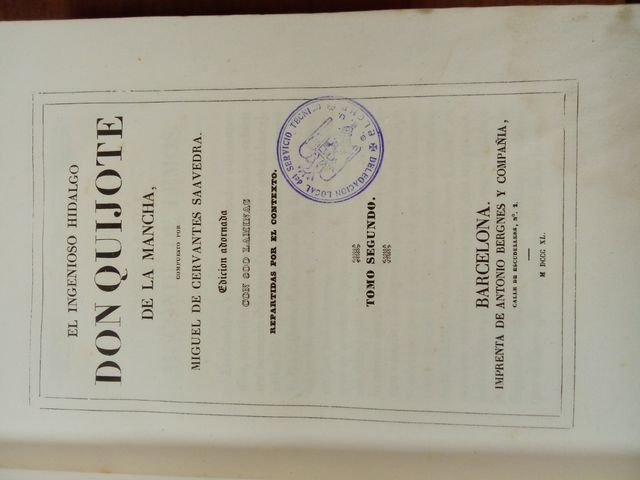 EL INGENIOSO HIDALGO
DON QUIJOTE
DE LA MANCHA,
COMPUESTO POR
MIGUEL DE CERVANTES SAAVEDRA.
Edicion adornada
CON 800 LAMINAS
REPARTIDAS POR EL CONTEXTO.
TOMO SEGUNDO.
BARCELONA.
IMPRENTA DE ANTONIO BERGNES Y COMPAÑIA,
CALLE DE ESCUDELLERS, Nº. 2.
M DCCC XL.
DELEGACION LOCAL del SERVICIO TECNICO